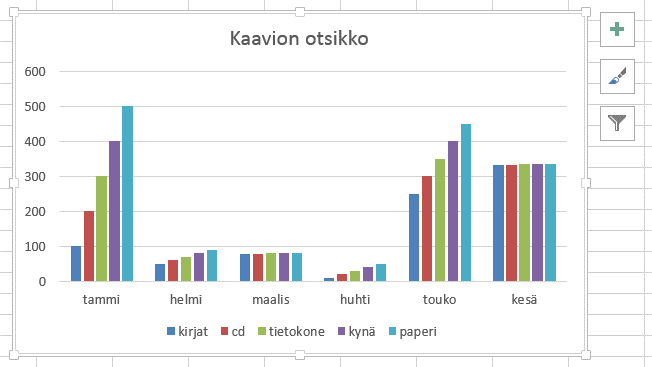 Kaavion otsikko
600
500
400
300
200
100
0
tammi helmi maalis huhti touko kesä
kirjat cd tietokone kynä paperi